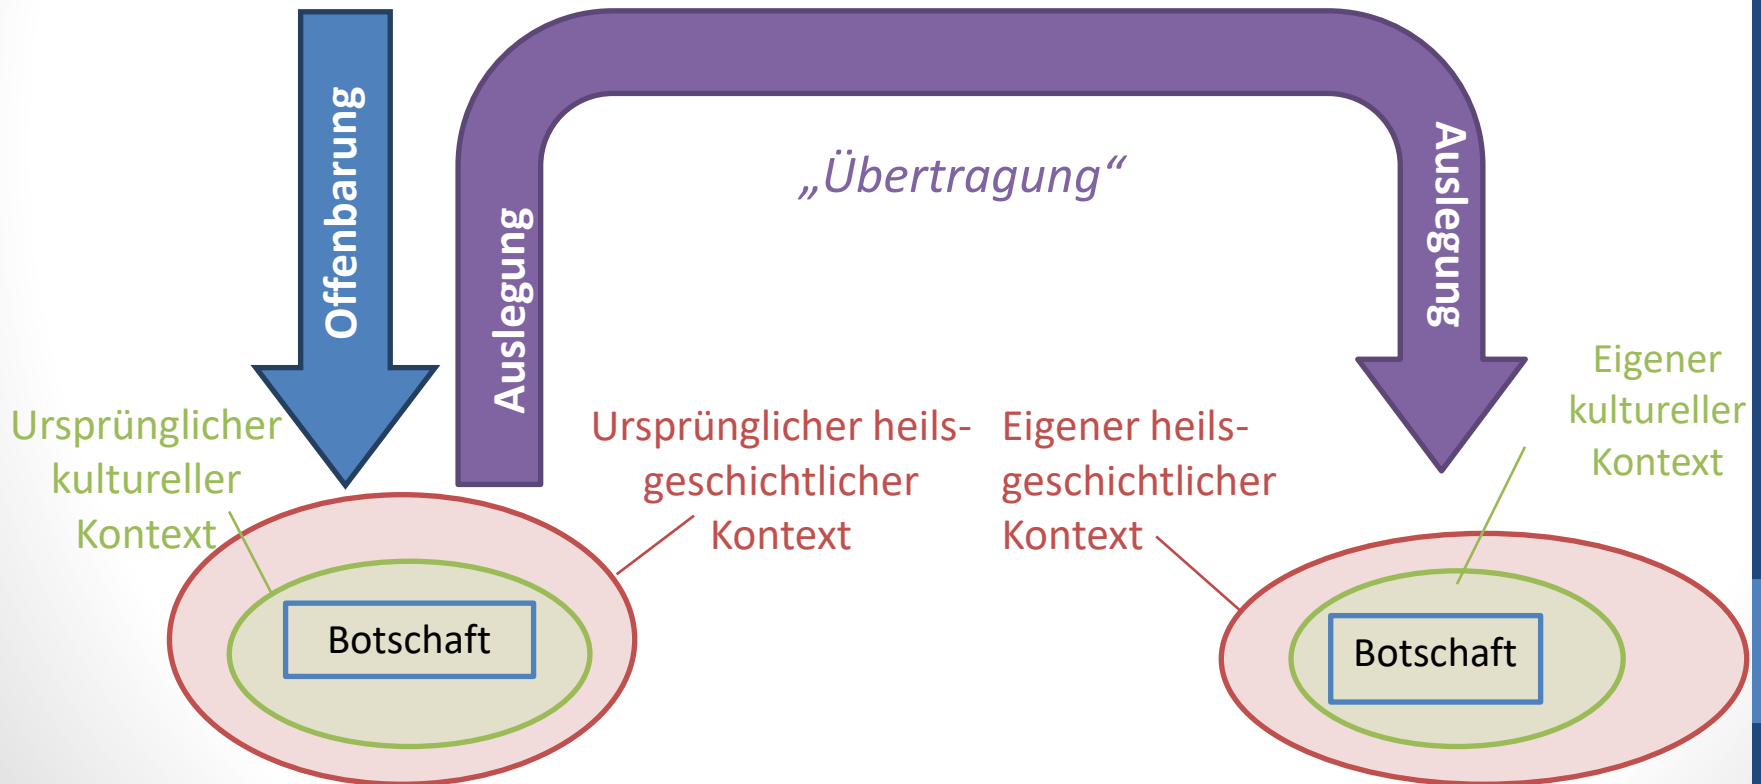 Offenbarung
Auslegung
„Übertragung“
Auslegung
Ursprünglicher
kultureller
Kontext
Ursprünglicher heils-
geschichtlicher
Kontext
Eigener heils-
geschichtlicher
Kontext
Eigener
kultureller
Kontext
Botschaft
Botschaft